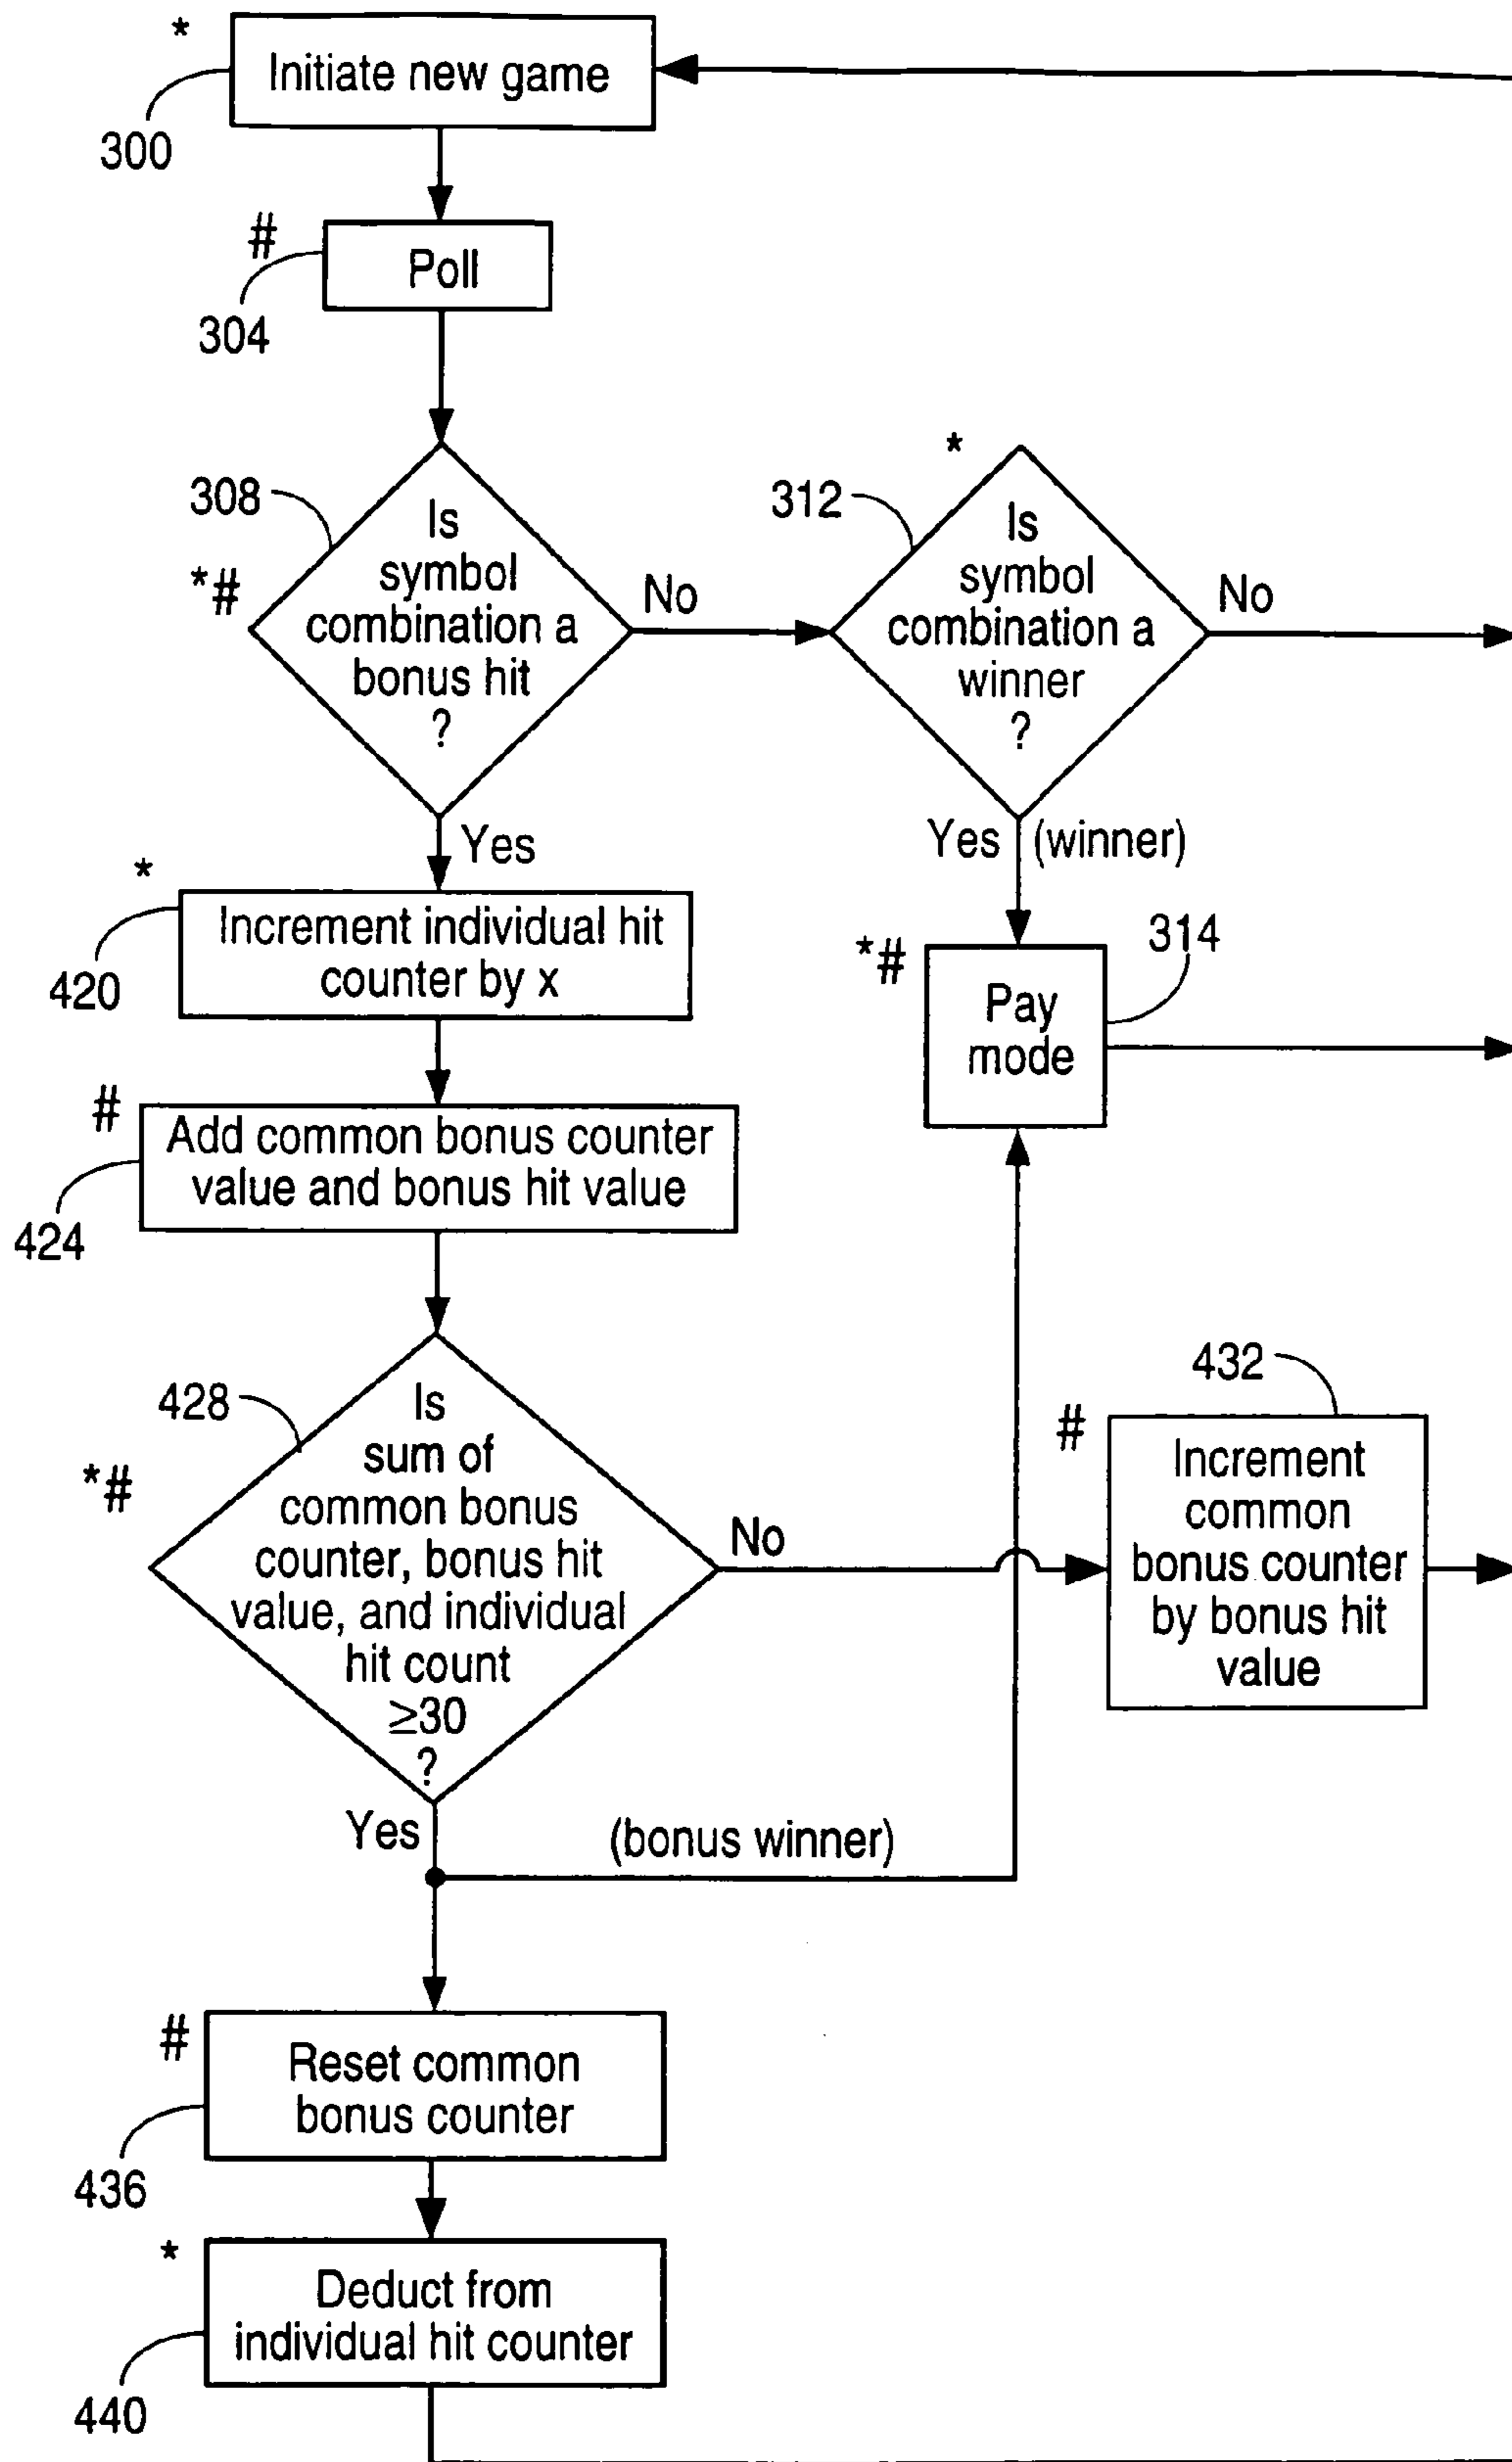 *
Initiate new game
300
#
Poll
304
308
*#
Is
symbol
combination a
bonus hit
?
No
*
312
Is
symbol
combination a
winner
?
No
Yes
Yes (winner)
*
420
Increment individual hit
counter by x
*#
314
Pay
mode
#
424
Add common bonus counter
value and bonus hit value
428
*#
Is
sum of
common bonus
counter, bonus hit
value, and individual
hit count
≥30
?
No
432
#
Increment
common
bonus counter
by bonus hit
value
Yes
(bonus winner)
#
Reset common
bonus counter
436
*
Deduct from
individual hit counter
440